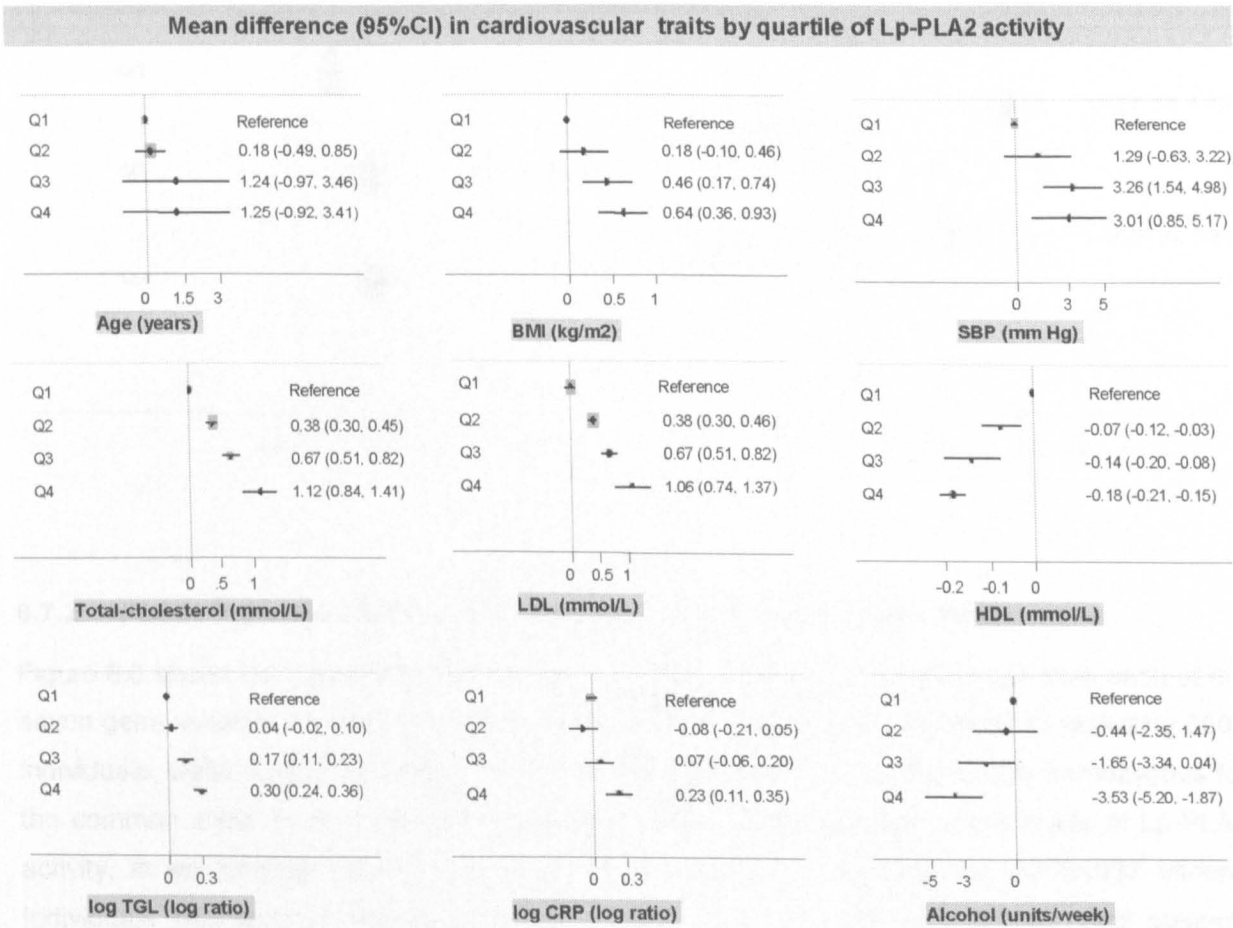 Mean difference (95%CI) in cardiovascular traits by quartile of Lp-PLA2 activity
Q1 Reference
Q2 0.18 (-0.49, 0.85)
Q3 1.24 (-0.97, 3.46)
Q4 1.25 (-0.92, 3.41)
0 1.5 3
Age (years)
Q1 Reference
Q2 0.18 (-0.10, 0.46)
Q3 0.46 (0.17, 0.74)
Q4 0.64 (0.36, 0.93)
0 0.5 1
BMI (kg/m2)
Q1 Reference
Q2 1.29 (-0.63, 3.22)
Q3 3.26 (1.54, 4.98)
Q4 3.01 (0.85, 5.17)
0 3 5
SBP (mm Hg)
Q1 Reference
Q2 0.38 (0.30, 0.45)
Q3 0.67 (0.51, 0.82)
Q4 1.12 (0.84, 1.41)
0 .5 1
Total-cholesterol (mmol/L)
Q1 Reference
Q2 0.38 (0.30, 0.46)
Q3 0.67 (0.51, 0.82)
Q4 1.06 (0.74, 1.37)
0 0.5 1
LDL (mmol/L)
Q1 Reference
Q2 -0.07 (-0.12, -0.03)
Q3 -0.14 (-0.20, -0.08)
Q4 -0.18 (-0.21, -0.15)
-0.2 -0.1 0
HDL (mmol/L)
Q1 Reference
Q2 0.04 (-0.02, 0.10)
Q3 0.17 (0.11, 0.23)
Q4 0.30 (0.24, 0.36)
0.3
log TGL (log ratio)
Q1 Reference
Q2 -0.08 (-0.21, 0.05)
Q3 0.07 (-0.06, 0.20)
Q4 0.23 (0.11, 0.35)
0 0.3
log CRP (log ratio)
Q1 Reference
Q2 -0.44 (-2.35, 1.47)
Q3 -1.65 (-3.34, 0.04)
Q4 -3.53 (-5.20, -1.87)
-5 -3 0
Alcohol (units/week)